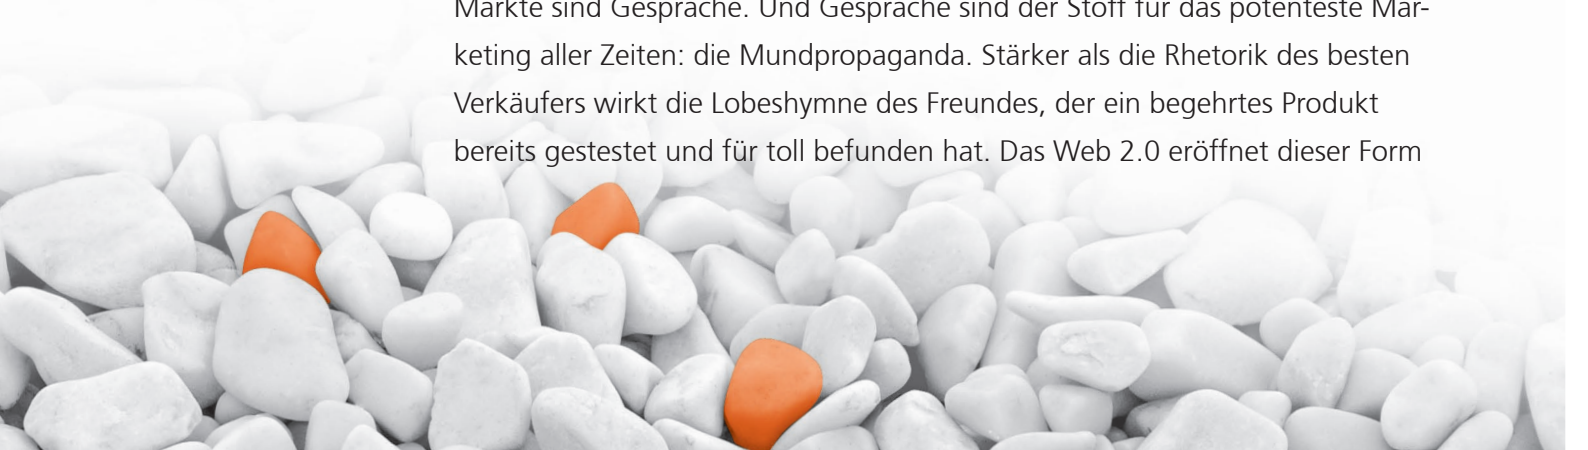 Märkte sind Gespräche. Und Gespräche sind der Stoff für das potenteste Mar-
keting aller Zeiten: die Mundpropaganda. Stärker als die Rhetorik des besten
Verkäufers wirkt die Lobeshymne des Freundes, der ein begehrtes Produkt
bereits gestestet und für toll befunden hat. Das Web 2.0 eröffnet dieser Form